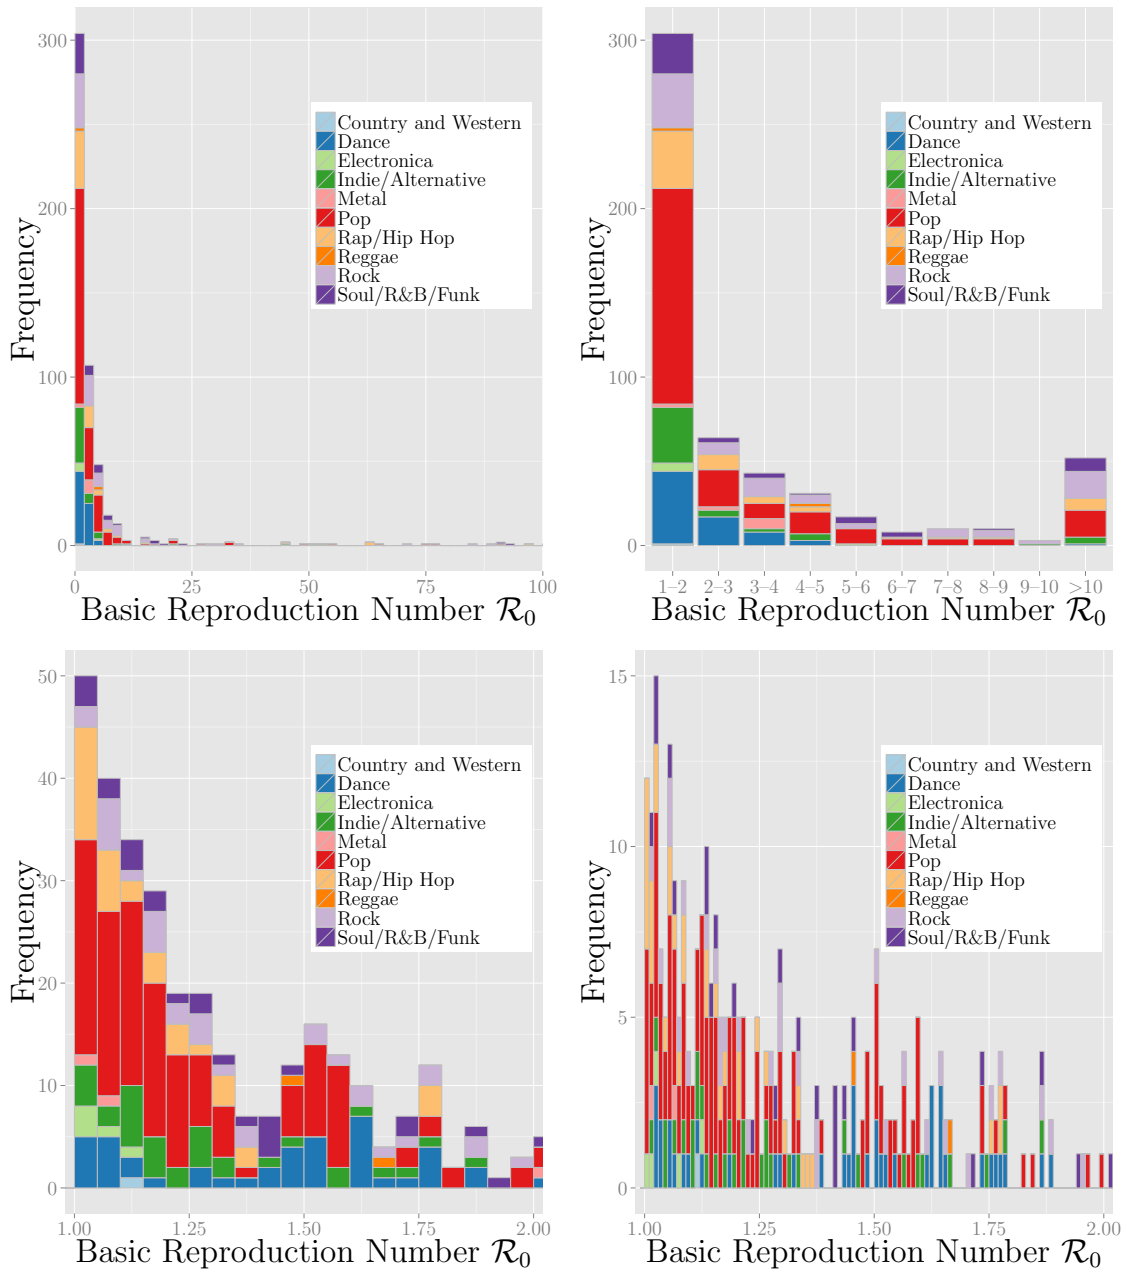 Frequency
300
200
100
0
0
25
50
75
100
Basic Reproduction Number R0
Country and Western
Dance
Electronica
Indie/Alternative
Metal
Pop
Rap/Hip Hop
Reggae
Rock
Soul/R&B/Funk
Frequency
300
200
100
0
1–2
2–3
3–4
4–5
5–6
6–7
7–8
8–9
9–10
>10
Basic Reproduction Number R0
Country and Western
Dance
Electronica
Indie/Alternative
Metal
Pop
Rap/Hip Hop
Reggae
Rock
Soul/R&B/Funk
Frequency
50
40
30
20
10
0
1.00
1.25
1.50
1.75
2.00
Basic Reproduction Number R0
Country and Western
Dance
Electronica
Indie/Alternative
Metal
Pop
Rap/Hip Hop
Reggae
Rock
Soul/R&B/Funk
Frequency
15
10
5
0
1.00
1.25
1.50
1.75
2.00
Basic Reproduction Number R0
Country and Western
Dance
Electronica
Indie/Alternative
Metal
Pop
Rap/Hip Hop
Reggae
Rock
Soul/R&B/Funk